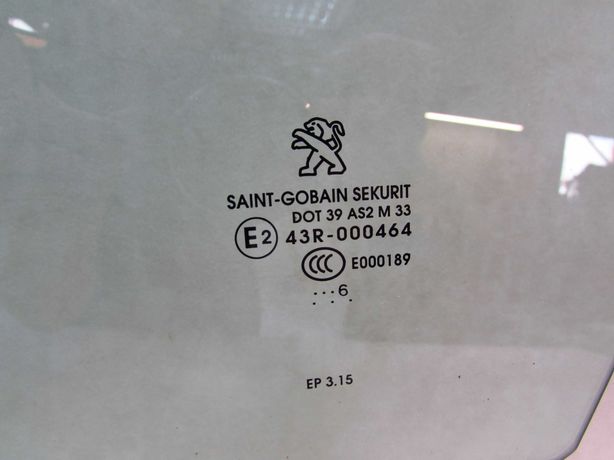 SAINT-GOBAIN SEKURIT
DOT 39 AS2 M 33
E2 43R-000464
CCC E000189
...6
EP 3.15